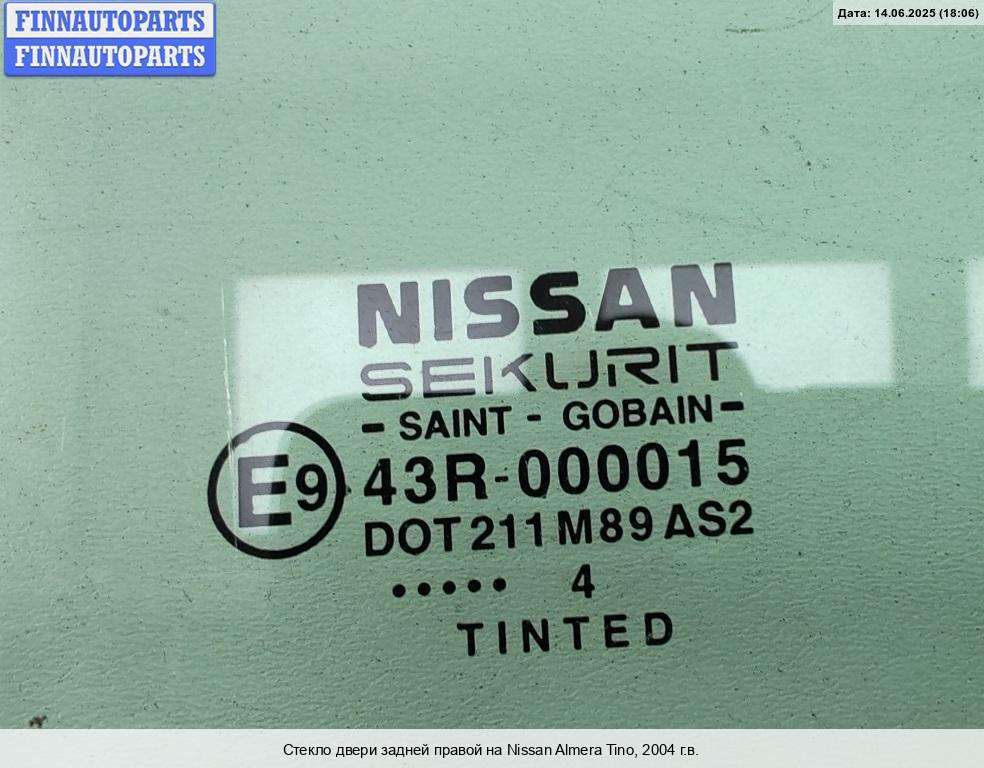 FINNAUTOPARTS
FINNAUTOPARTS
Дата: 14.06.2025 (18:06)
NISSAN
SEKURIT
- SAINT - GOBAIN -
E9 43R-000015
DOT 211 M89 AS2
..... 4
TINTED
Стекло двери задней правой на Nissan Almera Tino, 2004 г.в.